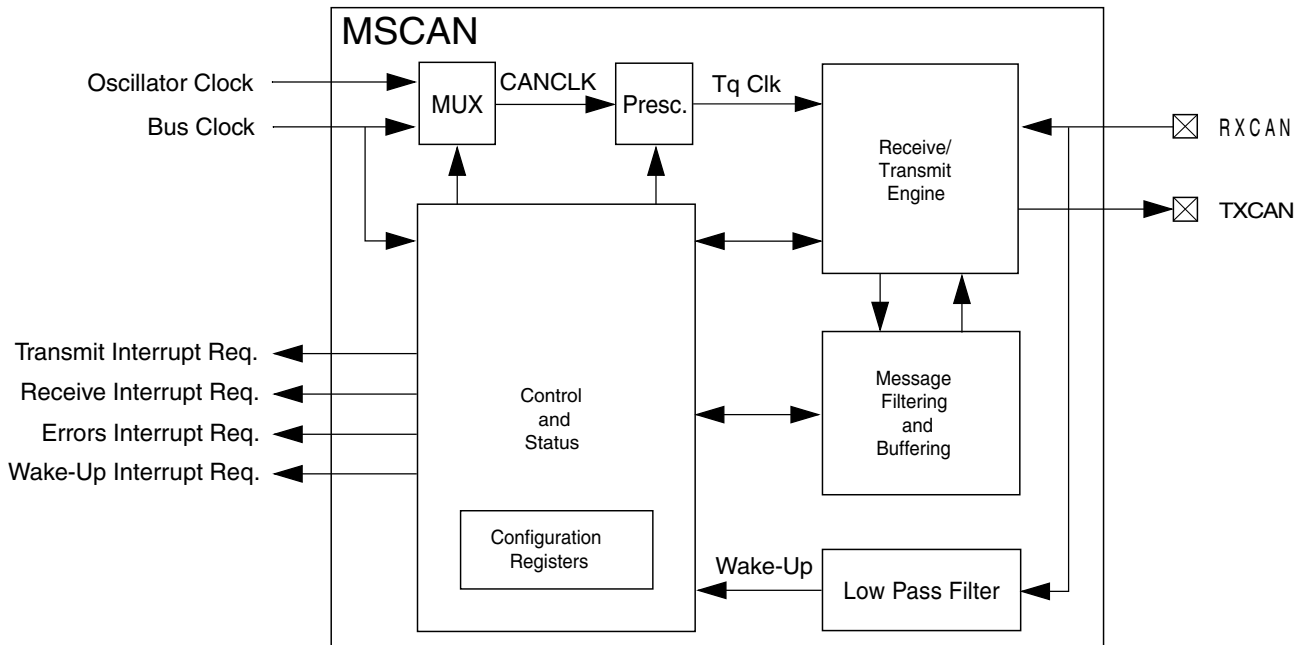 MSCAN
Oscillator Clock
Bus Clock
MUX
CANCLK
Presc.
Tq Clk
Receive/
Transmit
Engine
RXCAN
TXCAN
Transmit Interrupt Req.
Receive Interrupt Req.
Errors Interrupt Req.
Wake-Up Interrupt Req.
Control
and
Status
Message
Filtering
and
Buffering
Configuration
Registers
Wake-Up
Low Pass Filter